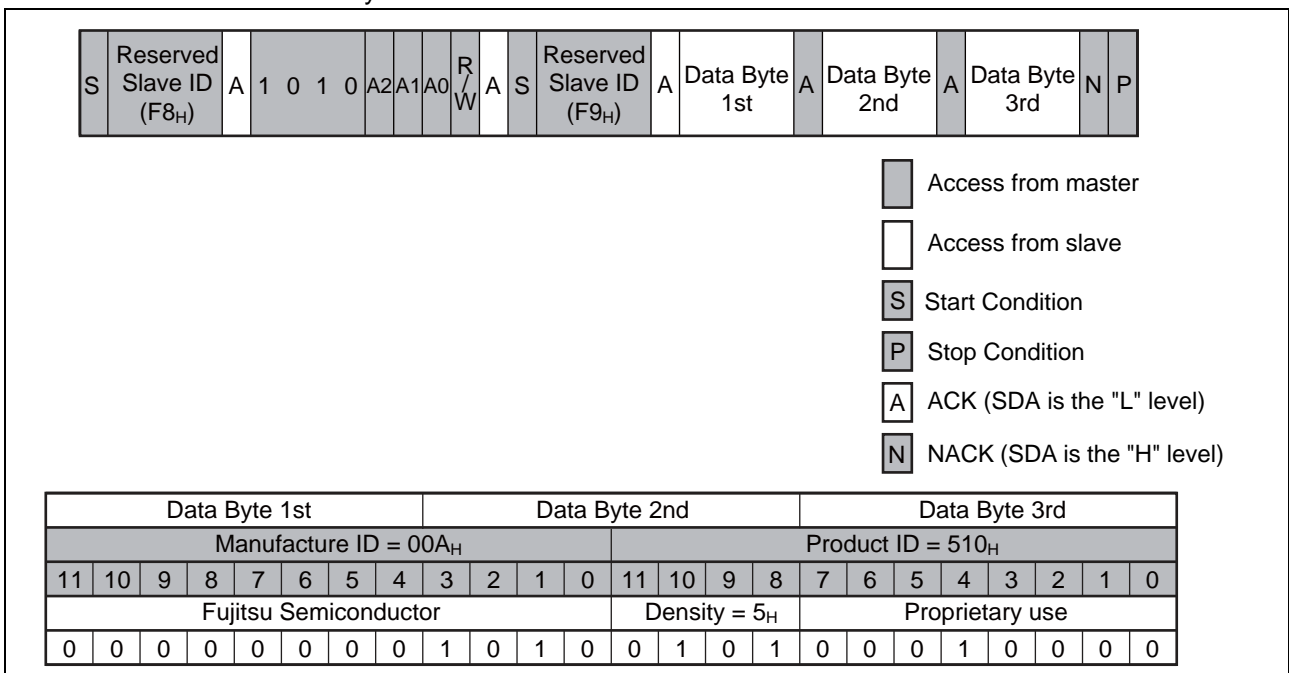 S Reserved Slave ID (F8H) A 1 0 1 0 A2 A1 A0 R/W A S Reserved Slave ID (F9H) A Data Byte 1st A Data Byte 2nd A Data Byte 3rd N P
Access from master
Access from slave
S Start Condition
P Stop Condition
A ACK (SDA is the "L" level)
N NACK (SDA is the "H" level)
Data Byte 1st Data Byte 2nd Data Byte 3rd
Manufacture ID = 00AH Product ID = 510H
11 10 9 8 7 6 5 4 3 2 1 0 11 10 9 8 7 6 5 4 3 2 1 0
Fujitsu Semiconductor Density = 5H Proprietary use
0 0 0 0 0 0 0 0 1 0 1 0 0 1 0 1 0 0 0 1 0 0 0 0